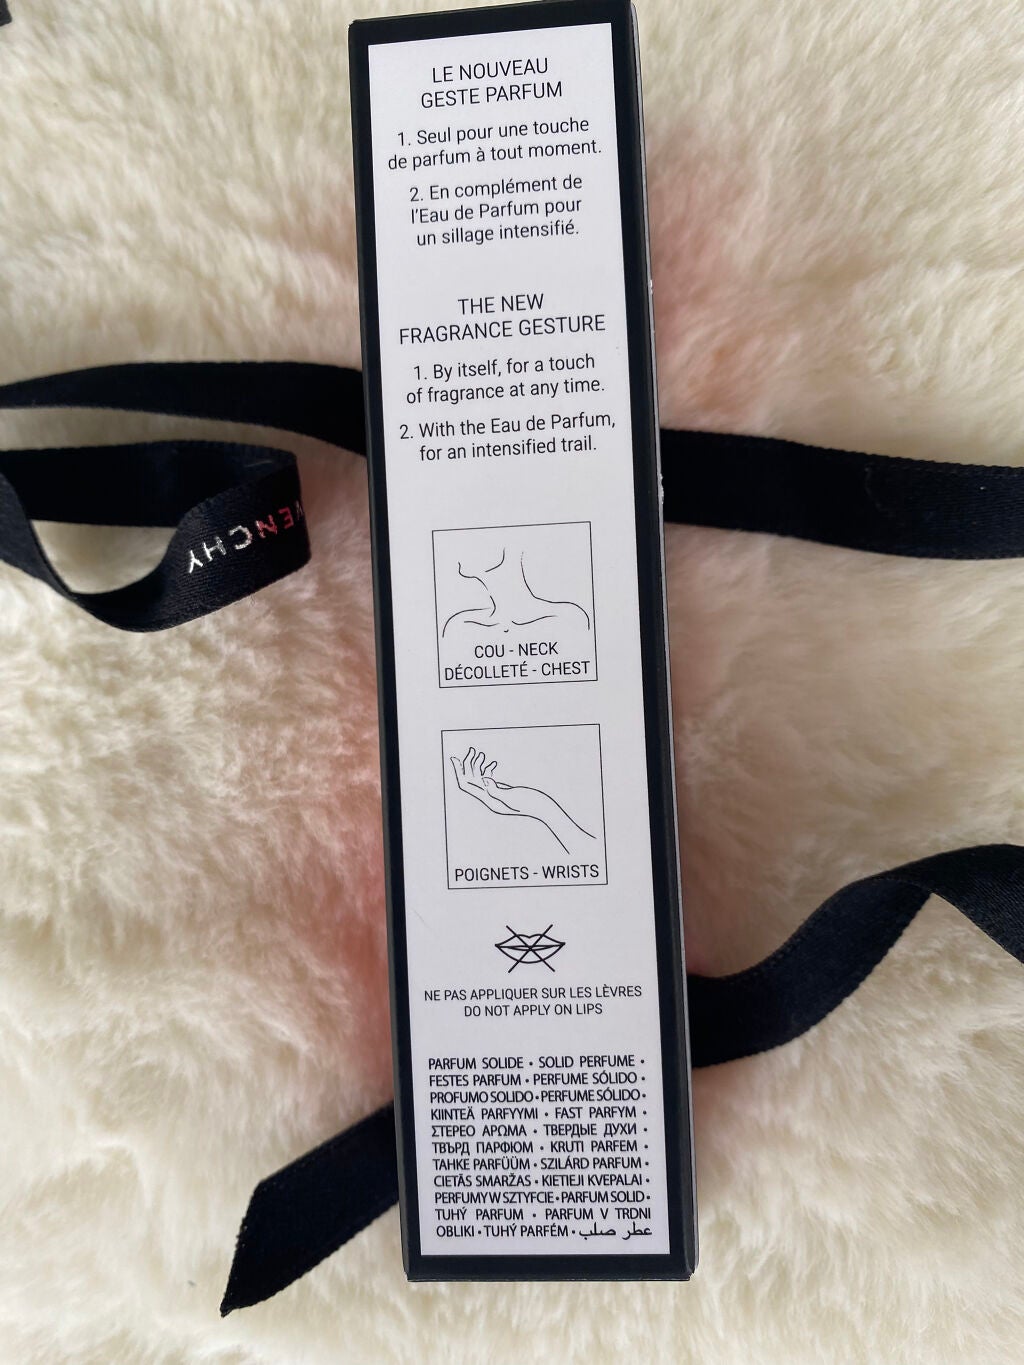 LE NOUVEAU
GESTE PARFUM
1. Seul pour une touche
de parfum à tout moment.
2. En complément de
l'Eau de Parfum pour
un sillage intensifié.
THE NEW
FRAGRANCE GESTURE
1. By itself, for a touch
of fragrance at any time.
2. With the Eau de Parfum,
for an intensified trail.
VENCHY
COU - NECK
DÉCOLLETÉ - CHEST
POIGNETS - WRISTS
NE PAS APPLIQUER SUR LES LÈVRES
DO NOT APPLY ON LIPS
PARFUM SOLIDE • SOLID PERFUME •
FESTES PARFUM • PERFUME SÓLIDO •
PROFUMO SOLIDO • PERFUME SÓLIDO •
KIINTEÄ PARFYYMI • FAST PARFYM •
ΣΤΕΡΕΟ ΑΡΩΜΑ • ТВЕРДЫЕ ДУХИ •
ТВЪРД ПАРФЮМ • KRUTI PARFEM •
TAHKE PARFÜÜM • SZILÁRD PARFUM •
CIETĀS SMARŽAS • KIETIEJI KVEPALAI •
PERFUMY W SZTYFCIE • PARFUM SOLID •
TUHÝ PARFUM • PARFUM V TRDNI
OBLIKI • TUHÝ PARFÉM • عطر صلب